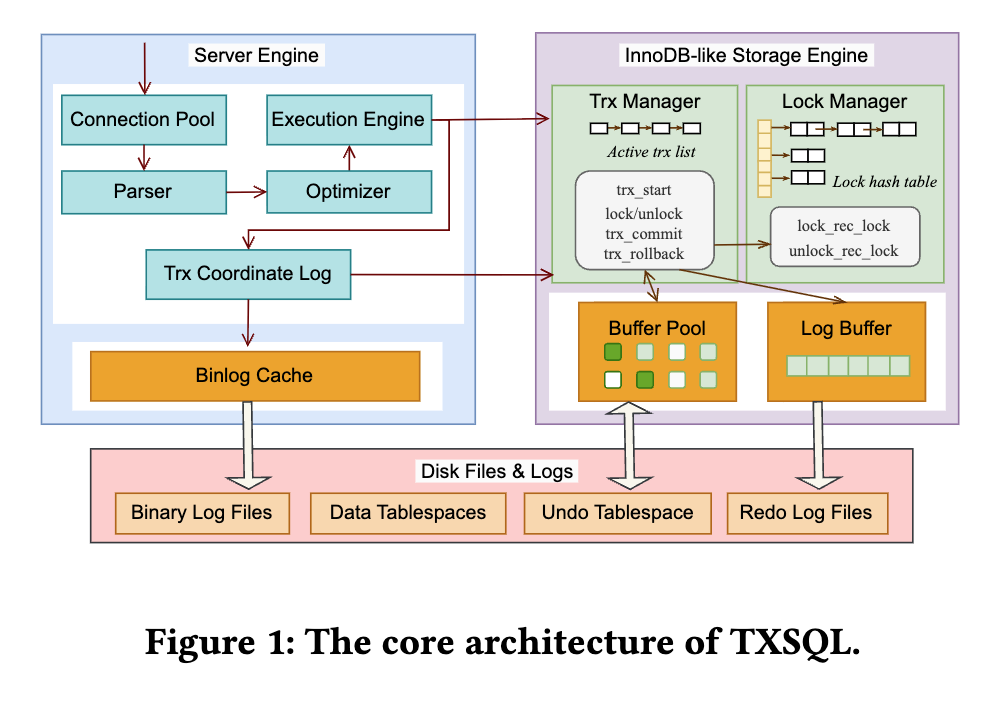 Server Engine
Connection Pool
Execution Engine
Parser
Optimizer
Trx Coordinate Log
Binlog Cache
InnoDB-like Storage Engine
Trx Manager
Active trx list
trx_start
lock/unlock
trx_commit
trx_rollback
Lock Manager
Lock hash table
lock_rec_lock
unlock_rec_lock
Buffer Pool
Log Buffer
Disk Files & Logs
Binary Log Files
Data Tablespaces
Undo Tablespace
Redo Log Files
Figure 1: The core architecture of TXSQL.